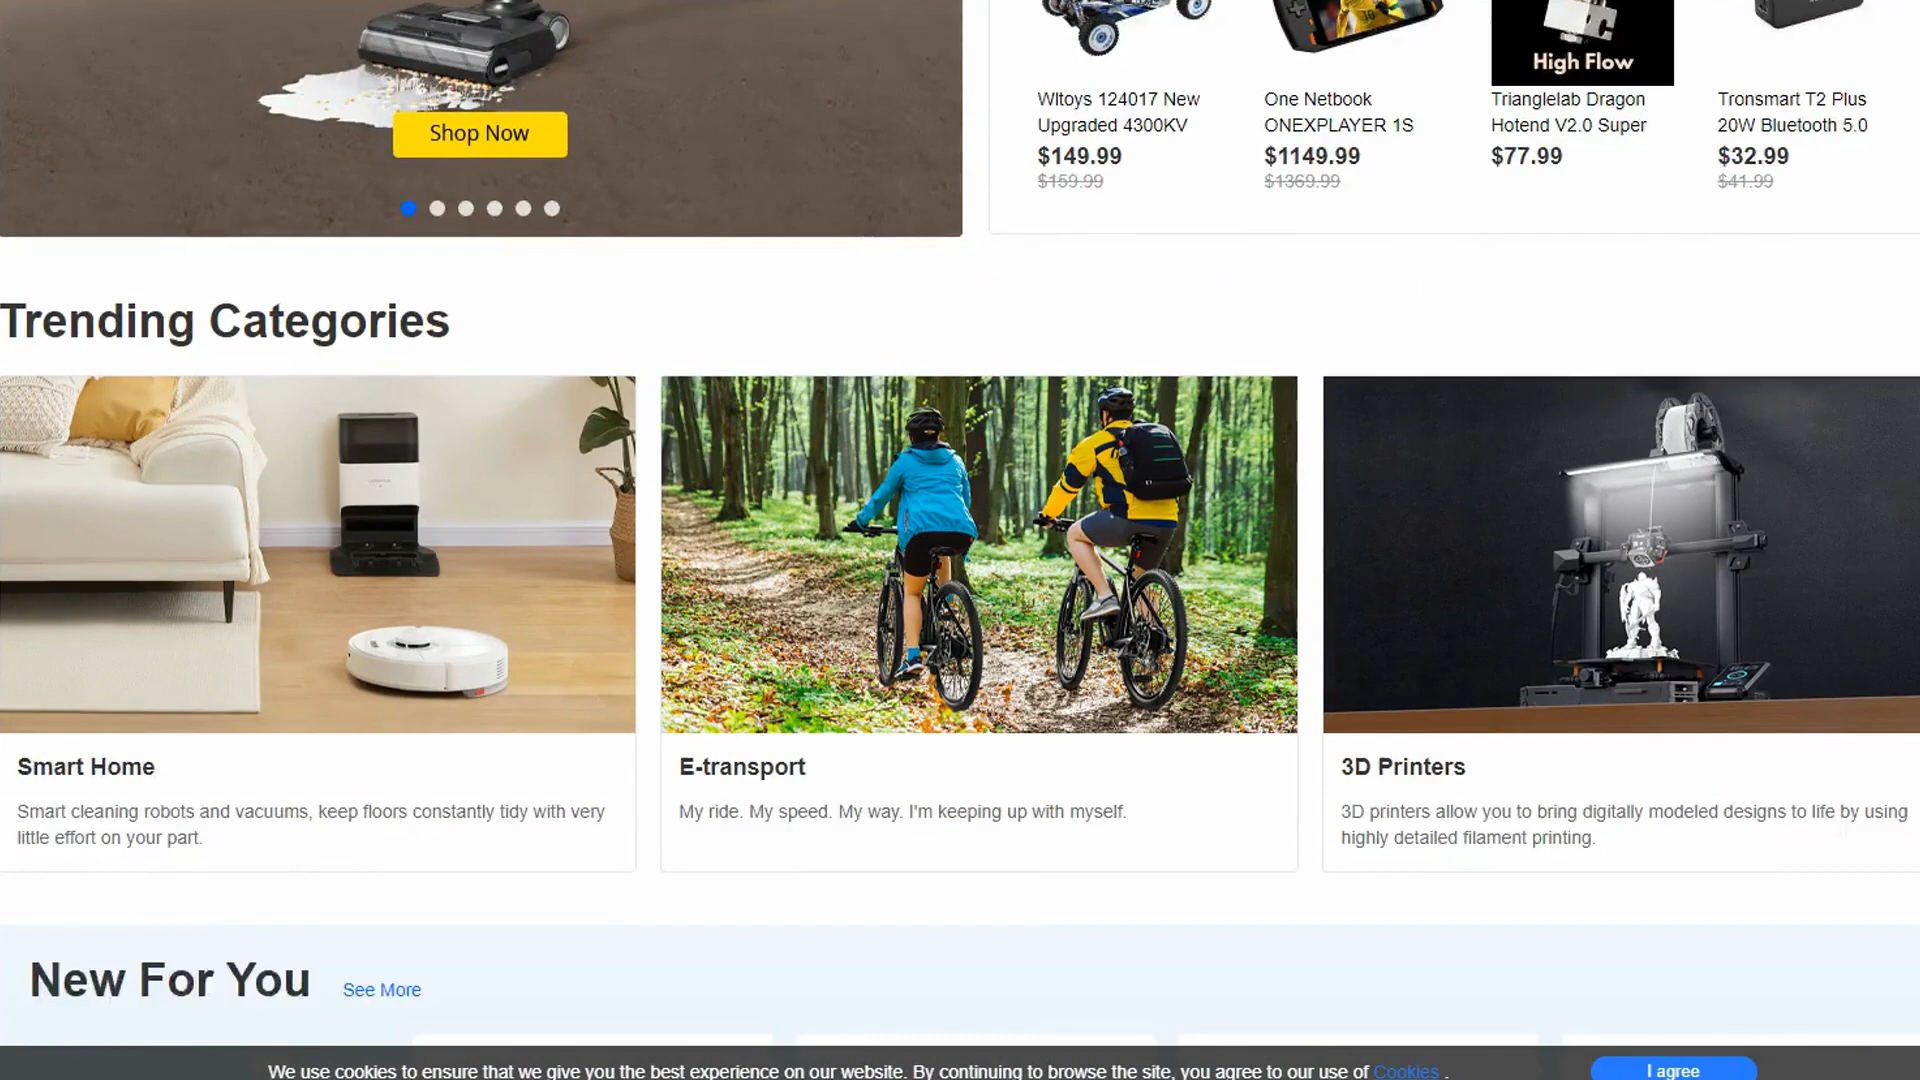 High Flow
Shop Now
Wltoys 124017 New
Upgraded 4300KV
$149.99
$159.99
One Netbook
ONEXPLAYER 1S
$1149.99
$1369.99
Trianglelab Dragon
Hotend V2.0 Super
$77.99
Tronsmart T2 Plus
20W Bluetooth 5.0
$32.99
$41.99
Trending Categories
Smart Home
Smart cleaning robots and vacuums, keep floors constantly tidy with very
little effort on your part.
E-transport
My ride. My speed. My way. I'm keeping up with myself.
3D Printers
3D printers allow you to bring digitally modeled designs to life by using
highly detailed filament printing.
New For You
See More
We use cookies to ensure that we give you the best experience on our website. By continuing to browse the site, you agree to our use of Cookies .
I agree